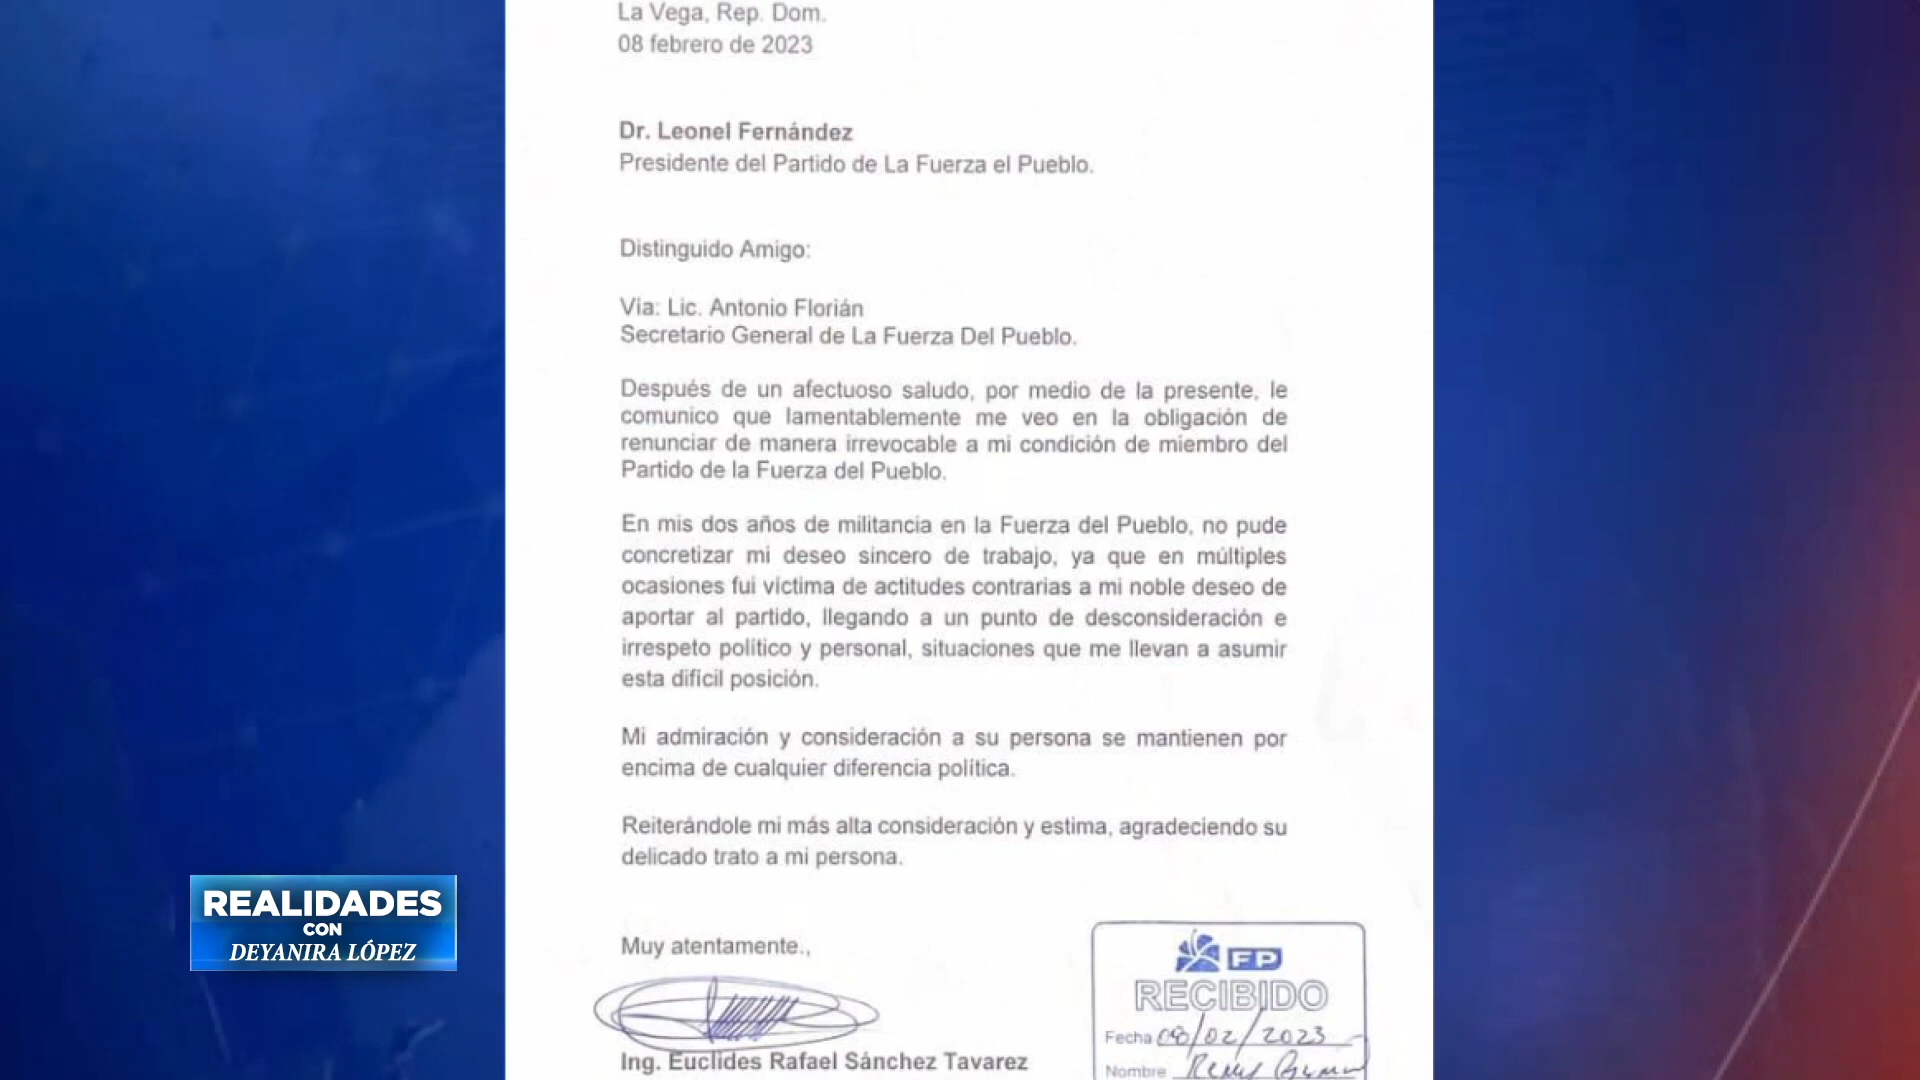 La Vega, Rep. Dom.
08 febrero de 2023
Dr. Leonel Fernández
Presidente del Partido de La Fuerza el Pueblo.
Distinguido Amigo:
Via: Lic. Antonio Florián
Secretario General de La Fuerza Del Pueblo.
Después de un afectuoso saludo, por medio de la presente, le
comunico que lamentablemente me veo en la obligación de
renunciar de manera irrevocable a mi condición de miembro del
Partido de la Fuerza del Pueblo.
En mis dos años de militancia en la Fuerza del Pueblo, no pude
concretizar mi deseo sincero de trabajo, ya que en múltiples
ocasiones fui víctima de actitudes contrarias a mi noble deseo de
aportar al partido, llegando a un punto de desconsideración e
irrespeto político y personal, situaciones que me llevan a asumir
esta difícil posición.
Mi admiración y consideración a su persona se mantienen por
encima de cualquier diferencia política.
Reiterándole mi más alta consideración y estima, agradeciendo su
delicado trato a mi persona.
Muy atentamente.,
Ing. Euclides Rafael Sánchez Tavarez
FP
RECIBIDO
Fecha 08/02/2023
Nombre
REALIDADES
CON
DEYANIRA LÓPEZ